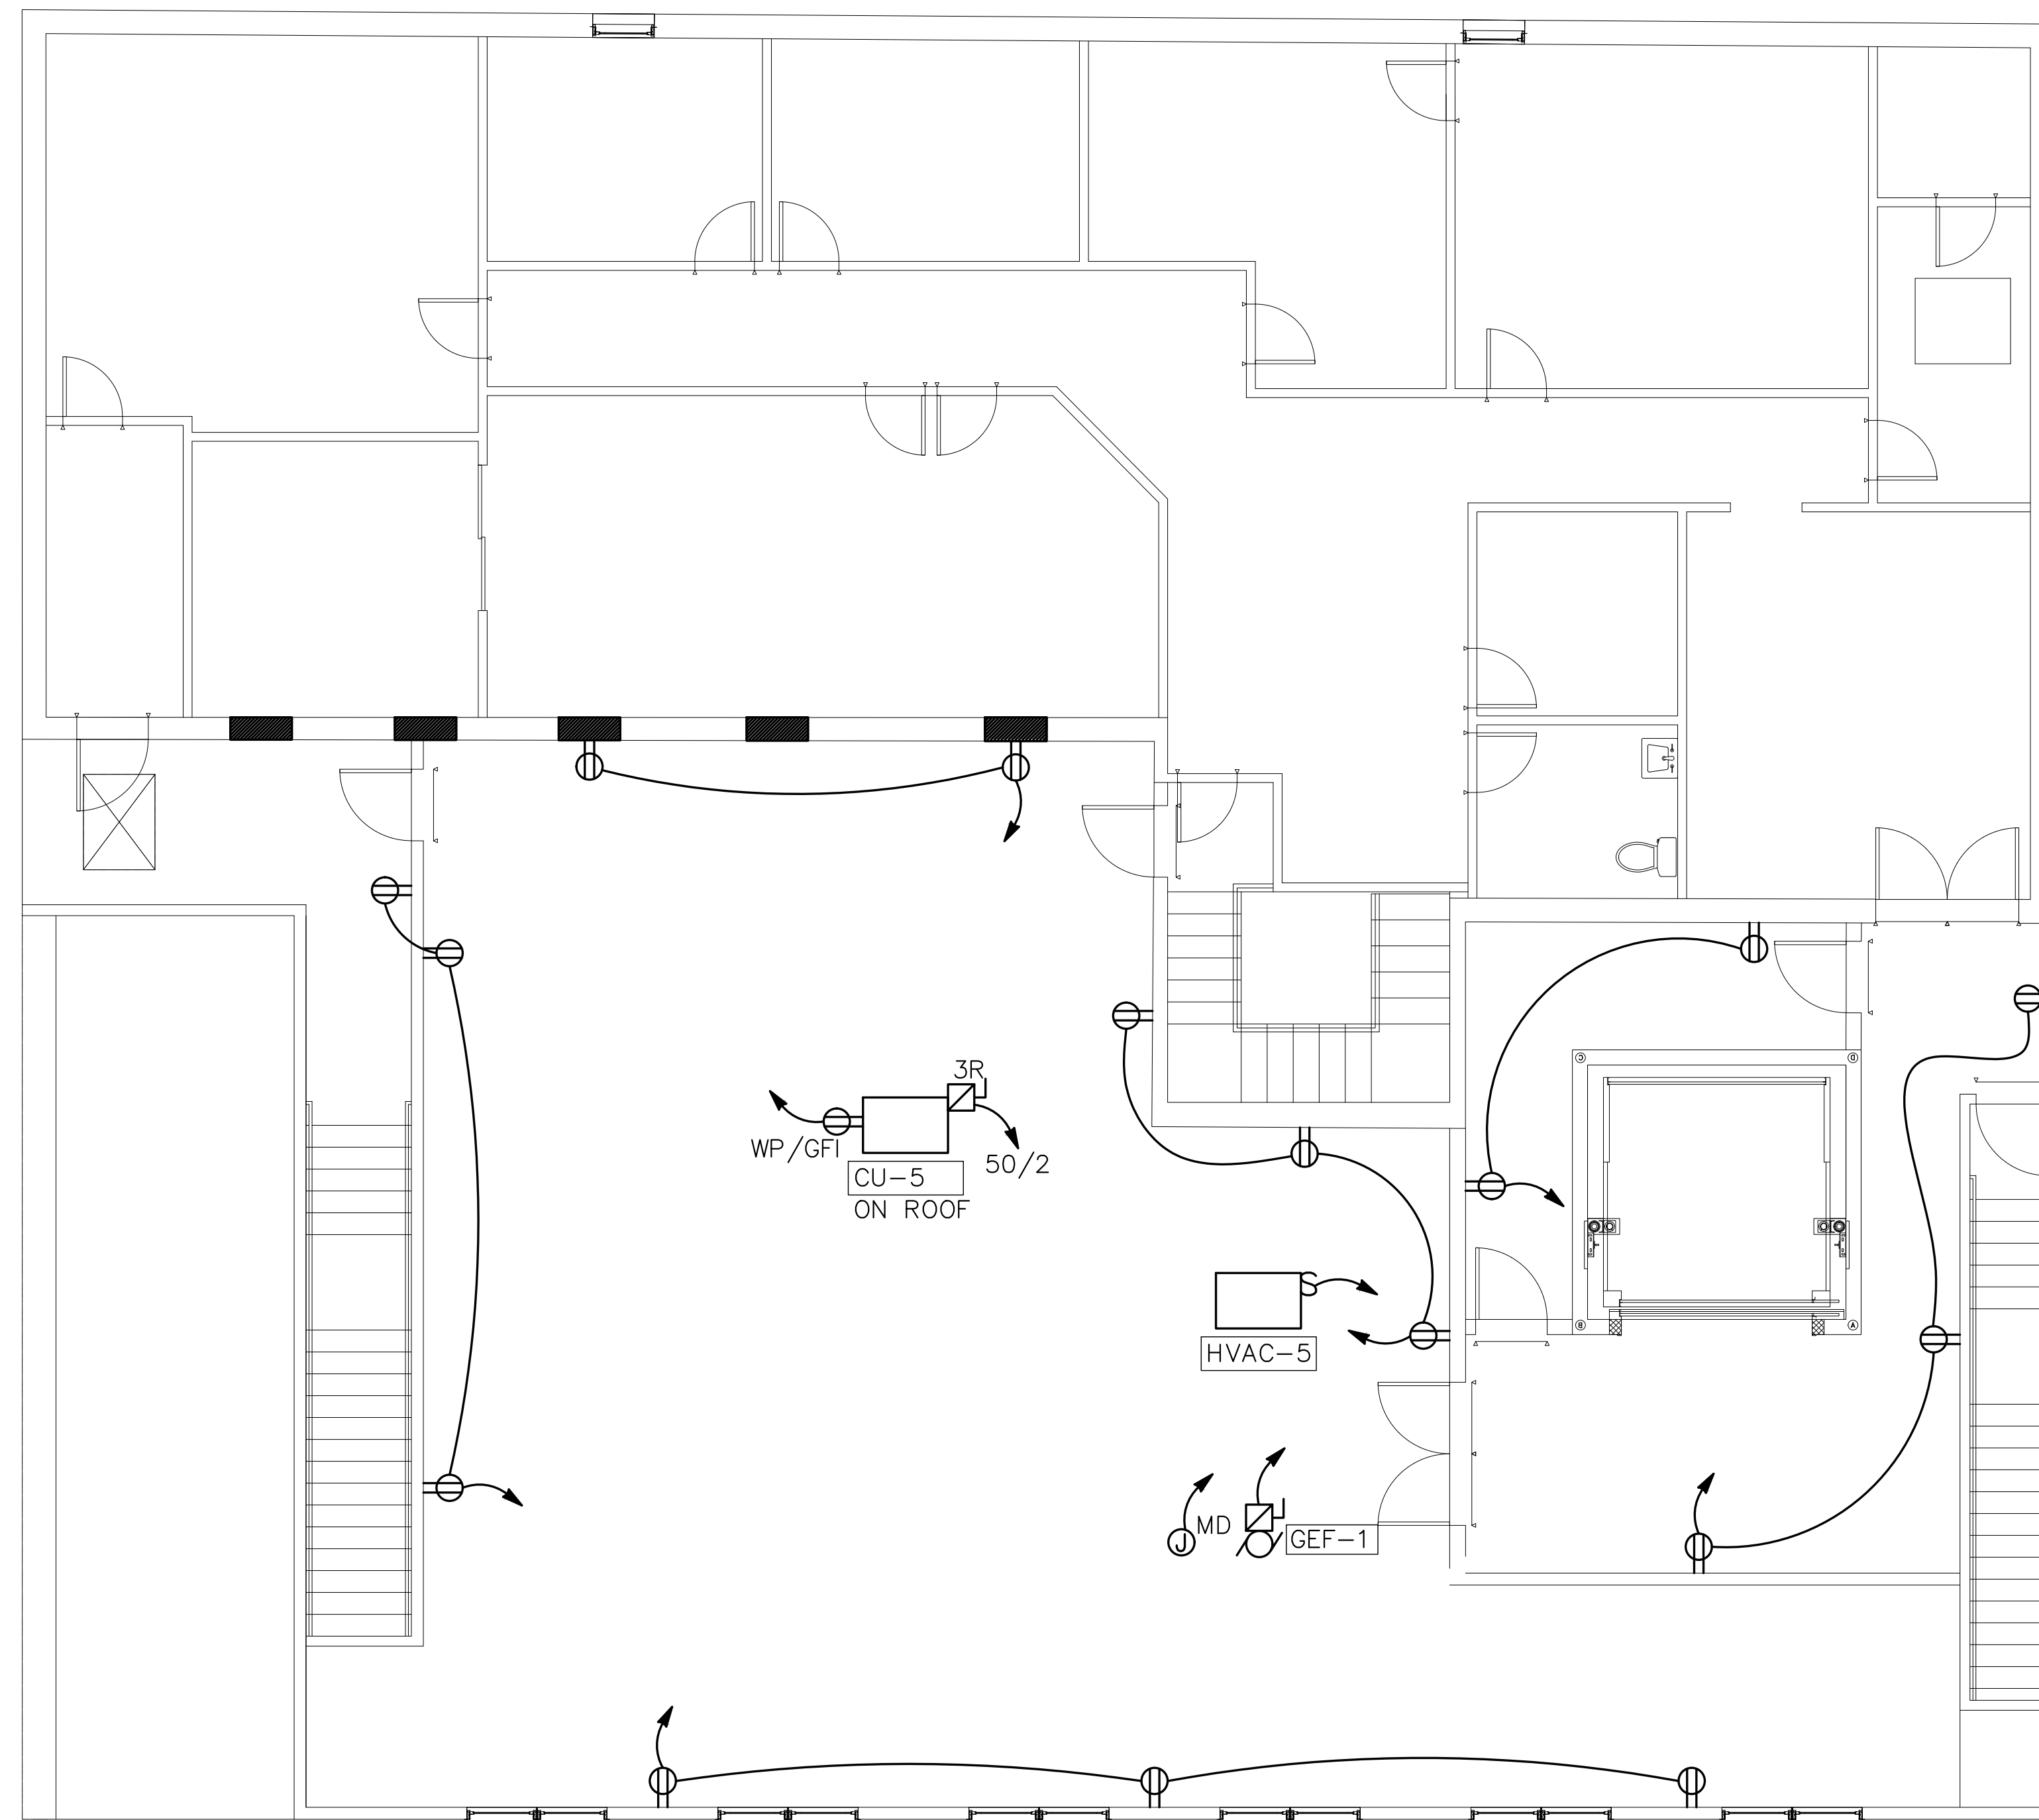 C
D
3R
WP/GFI
50/2
CU-5
ON ROOF
HVAC-5
B
A
MD
J
GEF-1
S